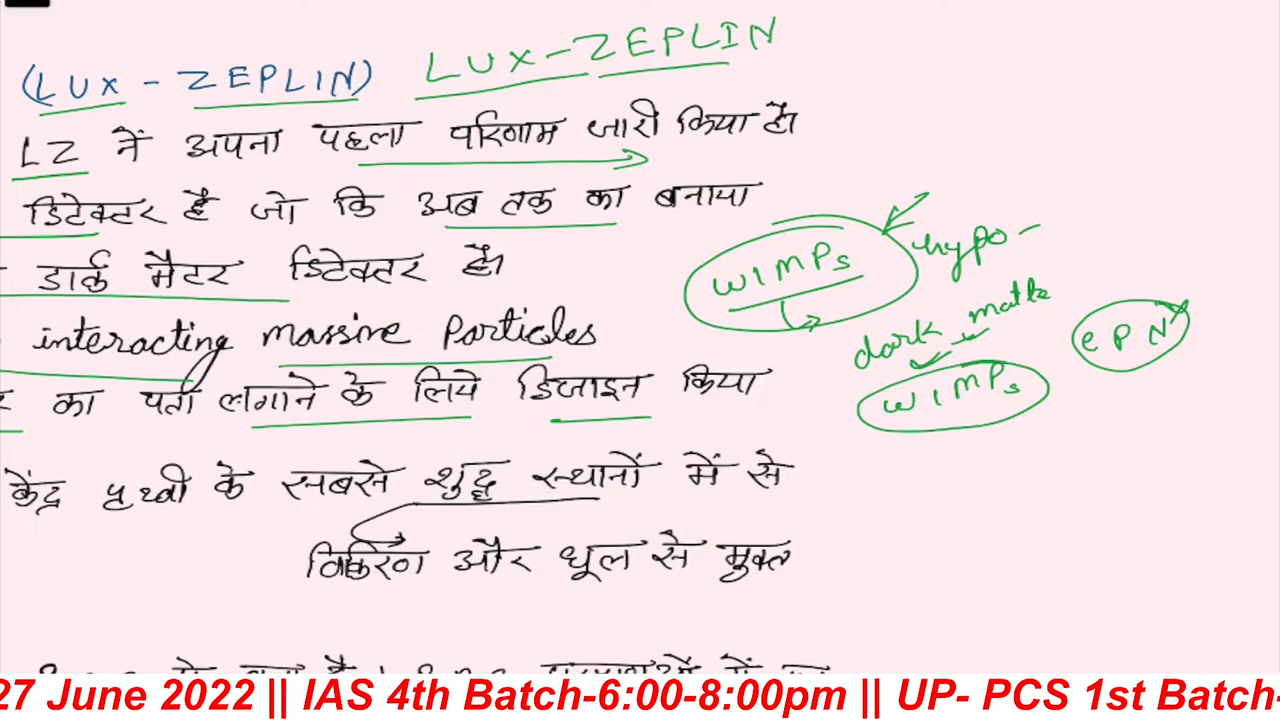 (LUX - ZEPLIN) LUX-ZEPLIN
LZ नें अपना पहला परिणाम जारी किया है।
डिटेक्टर है जो कि अब तक का बनाया
डार्क मैटर डिटेक्टर है।
interacting massive Particles
का पता लगाने के लिये डिजाइन किया
केंद्र पृथ्वी के सबसे शुद्ध स्थानों में से
विकिरण और धूल से मुक्त
WIMPs
hypo -
dark matte
WIMPs
e P N
27 June 2022 || IAS 4th Batch-6:00-8:00pm || UP- PCS 1st Batch-